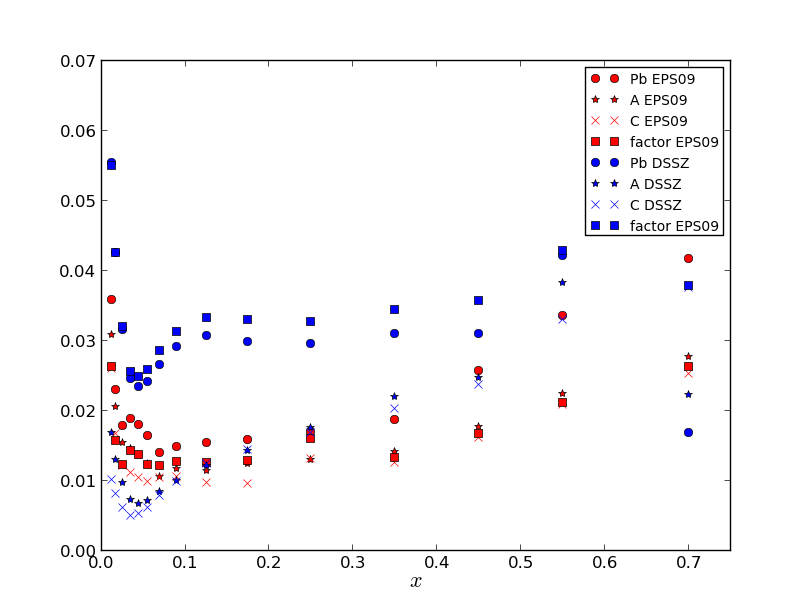 0.07
0.06
0.05
0.04
0.03
0.02
0.01
0.00
0.0 0.1 0.2 0.3 0.4 0.5 0.6 0.7
x
Pb EPS09
A EPS09
C EPS09
factor EPS09
Pb DSSZ
A DSSZ
C DSSZ
factor EPS09